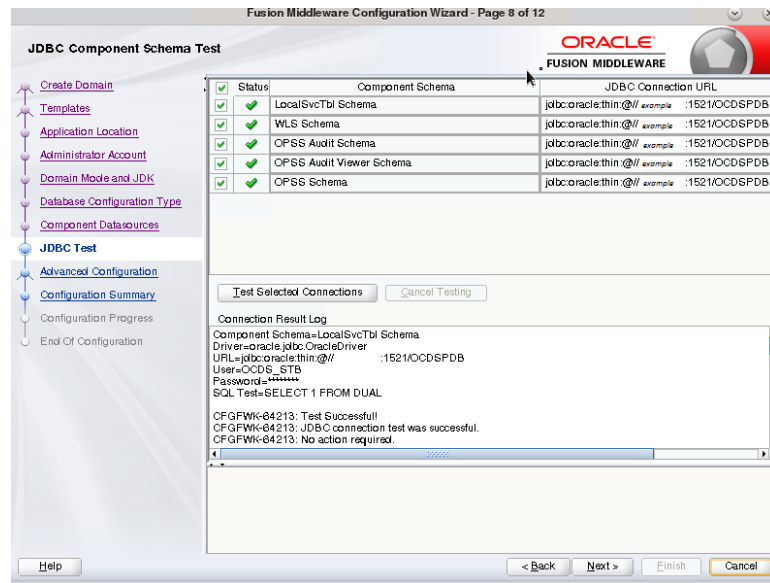 Fusion Middleware Configuration Wizard - Page 8 of 12
JDBC Component Schema Test
ORACLE
FUSION MIDDLEWARE
Create Domain
Templates
Application Location
Administrator Account
Domain Mode and JDK
Database Configuration Type
Component Datasources
JDBC Test
Advanced Configuration
Configuration Summary
Configuration Progress
End Of Configuration
Status Component Schema JDBC Connection URL
LocalSvcTbl Schema jdbc:oracle:thin:@// example :1521/OCDSPDB
WLS Schema jdbc:oracle:thin:@// example :1521/OCDSPDB
OPSS Audit Schema jdbc:oracle:thin:@// example :1521/OCDSPDB
OPSS Audit Viewer Schema jdbc:oracle:thin:@// example :1521/OCDSPDB
OPSS Schema jdbc:oracle:thin:@// example :1521/OCDSPDB
Test Selected Connections Cancel Testing
Connection Result Log
Component Schema=LocalSvcTbl Schema
Driver=oracle.jdbc.OracleDriver
URL=jdbc:oracle:thin:@// :1521/OCDSPDB
User=OCDS_STB
Password=********
SQL Test=SELECT 1 FROM DUAL
CFGFWK-64213: Test Successful!
CFGFWK-64213: JDBC connection test was successful.
CFGFWK-64213: No action required.
Help < Back Next > Finish Cancel